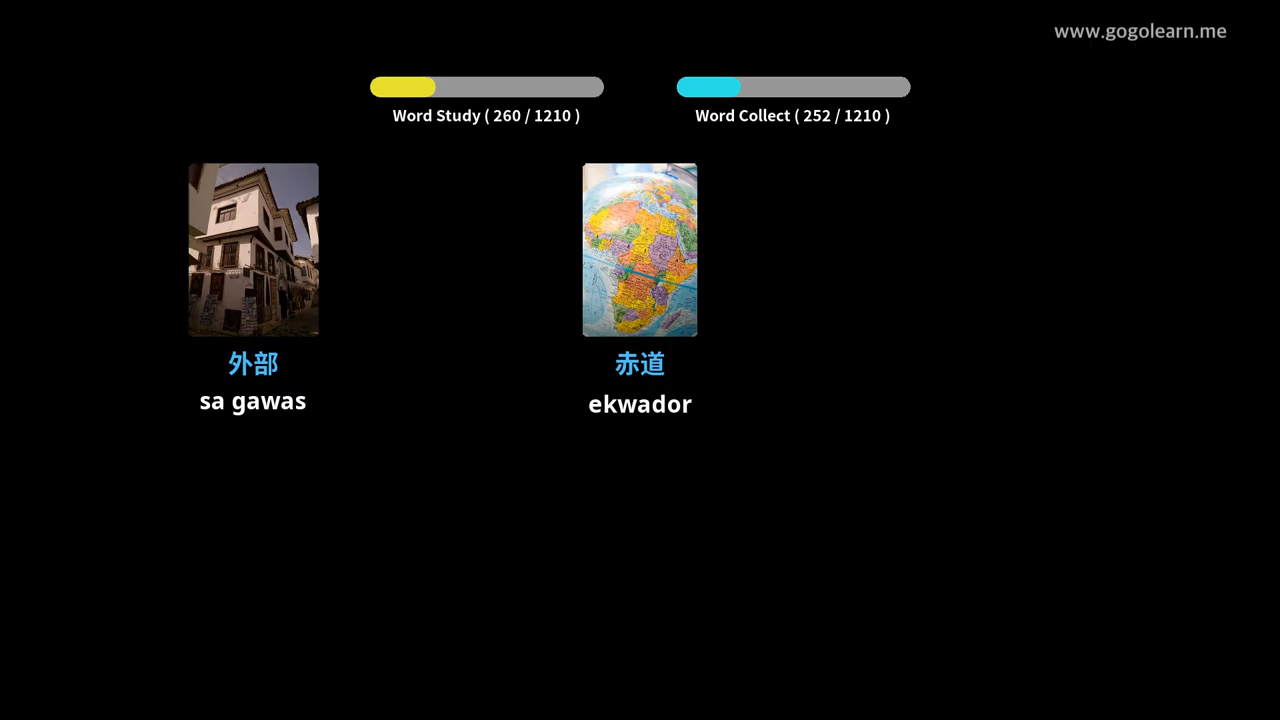 www.gogolearn.me
Word Study ( 260 / 1210 )
Word Collect ( 252 / 1210 )
外部
sa gawas
赤道
ekwador